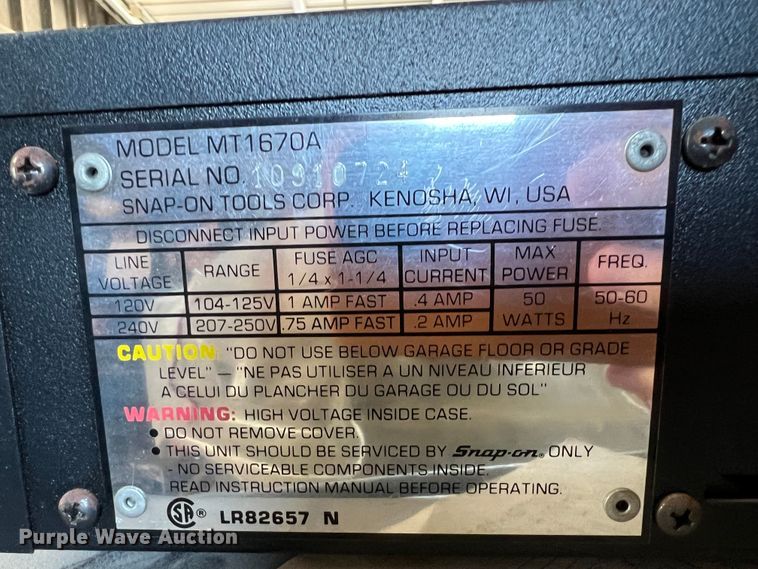 MODEL MT1670A
SERIAL NO 10910724
SNAP-ON TOOLS CORP. KENOSHA, WI, USA
DISCONNECT INPUT POWER BEFORE REPLACING FUSE.
LINE VOLTAGE RANGE FUSE AGC 1/4 x 1-1/4 INPUT CURRENT MAX POWER FREQ.
120V 104-125V 1 AMP FAST .4 AMP 50 WATTS 50-60 Hz
240V 207-250V .75 AMP FAST .2 AMP
CAUTION: "DO NOT USE BELOW GARAGE FLOOR OR GRADE
LEVEL" – "NE PAS UTILISER A UN NIVEAU INFERIEUR
A CELUI DU PLANCHER DU GARAGE OU DU SOL"
WARNING: HIGH VOLTAGE INSIDE CASE.
• DO NOT REMOVE COVER.
• THIS UNIT SHOULD BE SERVICED BY Snap-on® ONLY
- NO SERVICEABLE COMPONENTS INSIDE.
READ INSTRUCTION MANUAL BEFORE OPERATING.
SA® LR82657 N
Purple Wave Auction